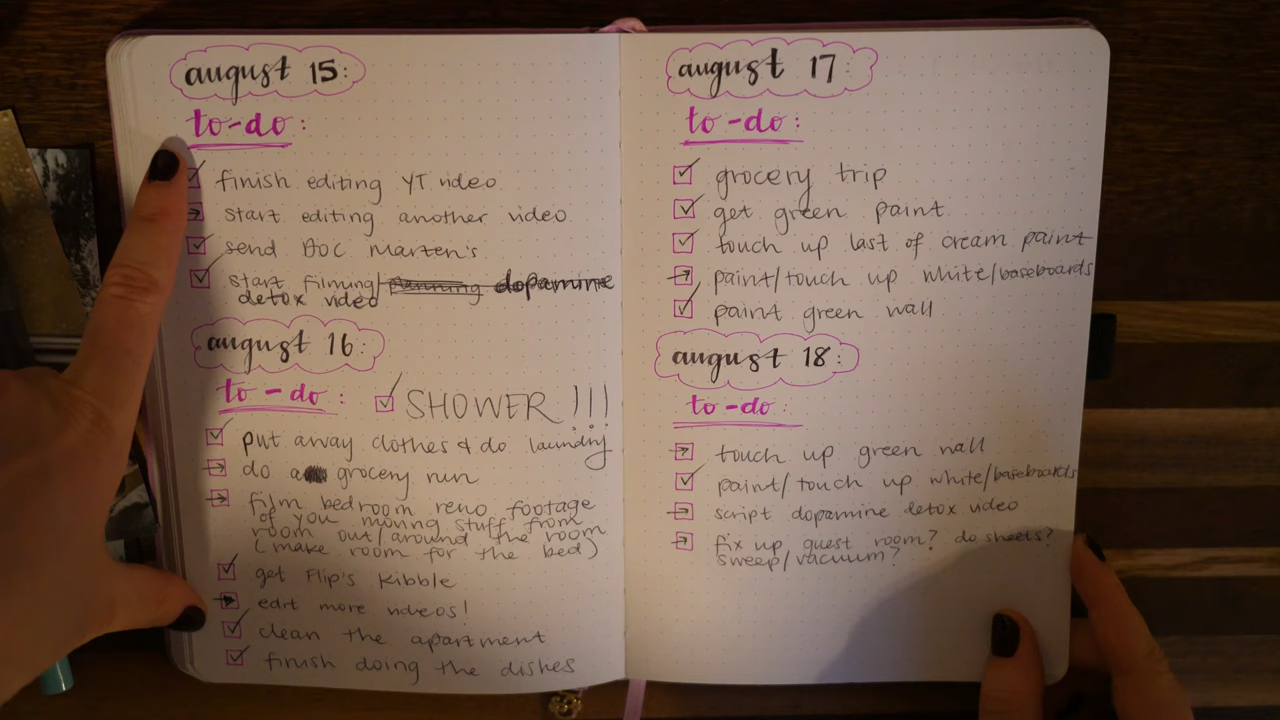 august 15:
to-do:
finish editing YT video
start editing another video
send Doc Marten's
start filming/planning dopamine
detox video
august 16:
to-do:
SHOWER!!!
put away clothes & do laundry
do a grocery run
film bedroom reno footage
of you moving stuff from
room out/around the room
(make room for the bed)
get Flip's kibble
edit more videos!
clean the apartment
finish doing the dishes
august 17:
to-do:
grocery trip
get green paint
touch up last of cream paint
paint/touch up white/baseboards
paint green wall
august 18:
to-do:
touch up green wall
paint/touch up white/baseboards
script dopamine detox video
fix up guest room? do sheets?
sweep/vacuum?